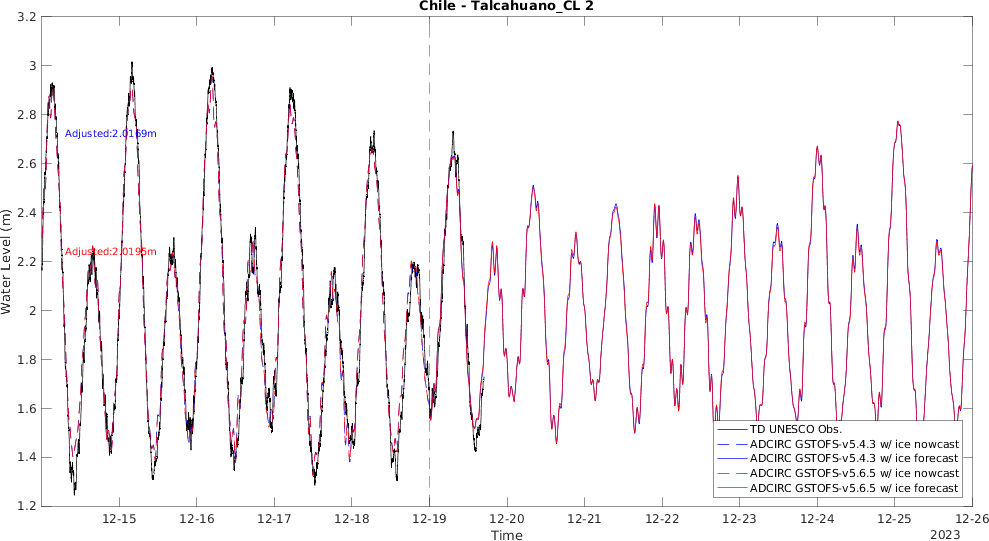 Chile - Talcahuano_CL 2
3.2
3
2.8
2.6
2.4
2.2
2
1.8
1.6
1.4
1.2
Water Level (m)
Adjusted:2.0169m
Adjusted:2.0195m
TD UNESCO Obs.
ADCIRC GSTOFS-v5.4.3 w/ ice nowcast
ADCIRC GSTOFS-v5.4.3 w/ ice forecast
ADCIRC GSTOFS-v5.6.5 w/ ice nowcast
ADCIRC GSTOFS-v5.6.5 w/ ice forecast
12-15 12-16 12-17 12-18 12-19 12-20 12-21 12-22 12-23 12-24 12-25 12-26
Time
2023